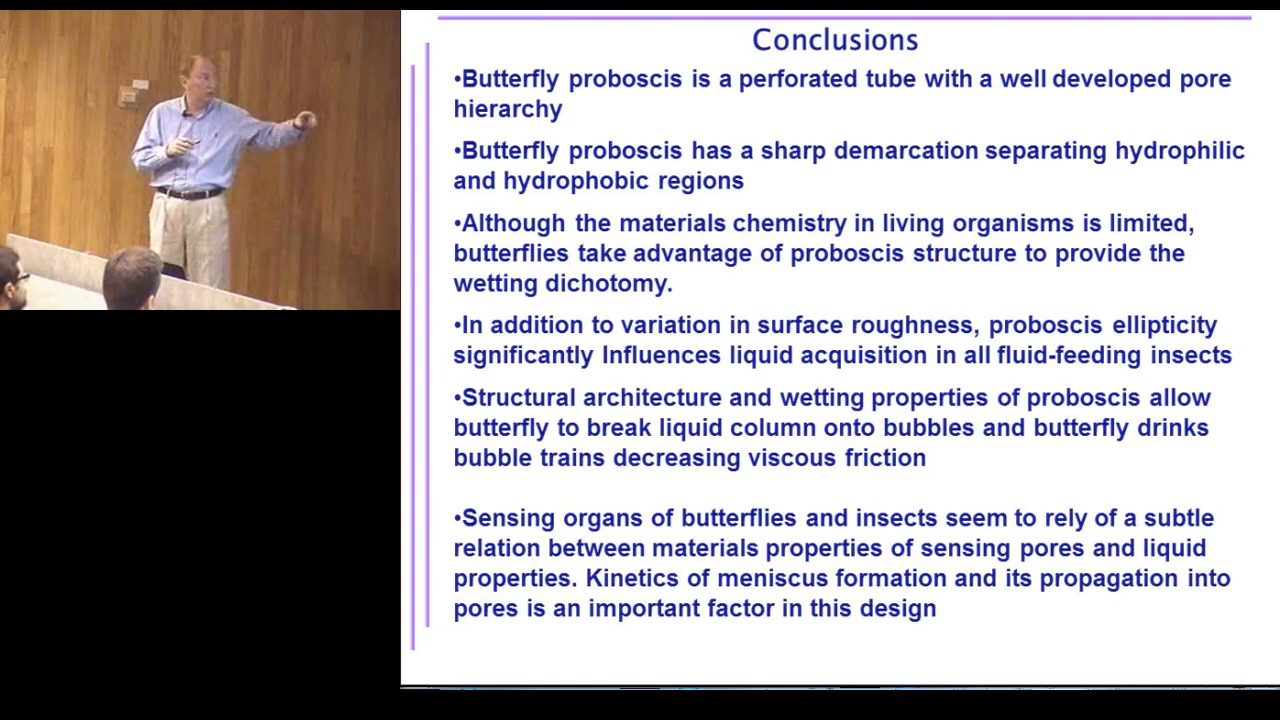 Conclusions
•Butterfly proboscis is a perforated tube with a well developed pore
hierarchy
•Butterfly proboscis has a sharp demarcation separating hydrophilic
and hydrophobic regions
•Although the materials chemistry in living organisms is limited,
butterflies take advantage of proboscis structure to provide the
wetting dichotomy.
•In addition to variation in surface roughness, proboscis ellipticity
significantly Influences liquid acquisition in all fluid-feeding insects
•Structural architecture and wetting properties of proboscis allow
butterfly to break liquid column onto bubbles and butterfly drinks
bubble trains decreasing viscous friction
•Sensing organs of butterflies and insects seem to rely of a subtle
relation between materials properties of sensing pores and liquid
properties. Kinetics of meniscus formation and its propagation into
pores is an important factor in this design